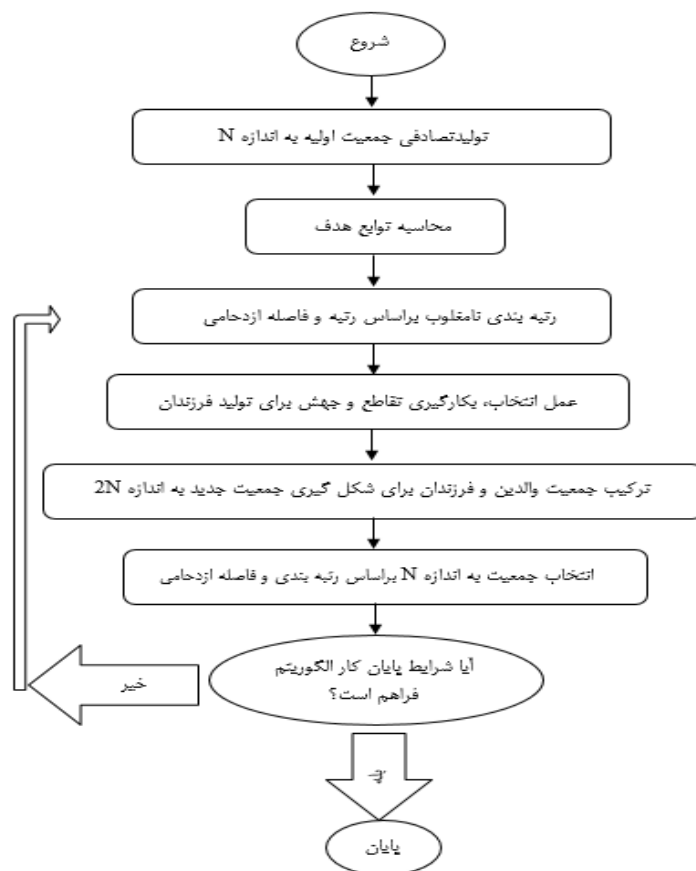 شروع
تولیدتصادفی جمعیت اولیه به اندازه N
محاسبه توابع هدف
رتبه بندی نامغلوب براساس رتبه و فاصله ازدحامی
عمل انتخاب، بکارگیری تقاطع و جهش برای تولید فرزندان
ترکیب جمعیت والدین و فرزندان برای شکل گیری جمعیت جدید به اندازه 2N
انتخاب جمعیت به اندازه N براساس رتبه بندی و فاصله ازدحامی
آیا شرایط پایان کار الگوریتم
فراهم است؟
خیر
بله
پایان